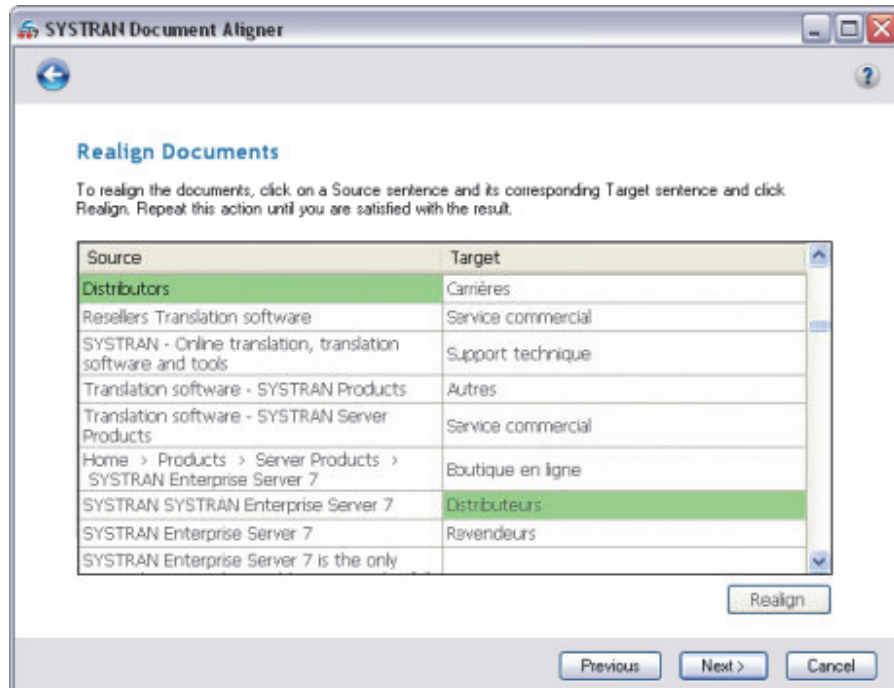 SYSTRAN Document Aligner
Realign Documents
To realign the documents, click on a Source sentence and its corresponding Target sentence and click
Realign. Repeat this action until you are satisfied with the result.
Source Target
Distributors Carrières
Resellers Translation software Service commercial
SYSTRAN - Online translation, translation
software and tools Support technique
Translation software - SYSTRAN Products Autres
Translation software - SYSTRAN Server
Products Service commercial
Home > Products > Server Products >
SYSTRAN Enterprise Server 7 Boutique en ligne
SYSTRAN SYSTRAN Enterprise Server 7 Distributeurs
SYSTRAN Enterprise Server 7 Revendeurs
SYSTRAN Enterprise Server 7 is the only
Realign
Previous Next > Cancel